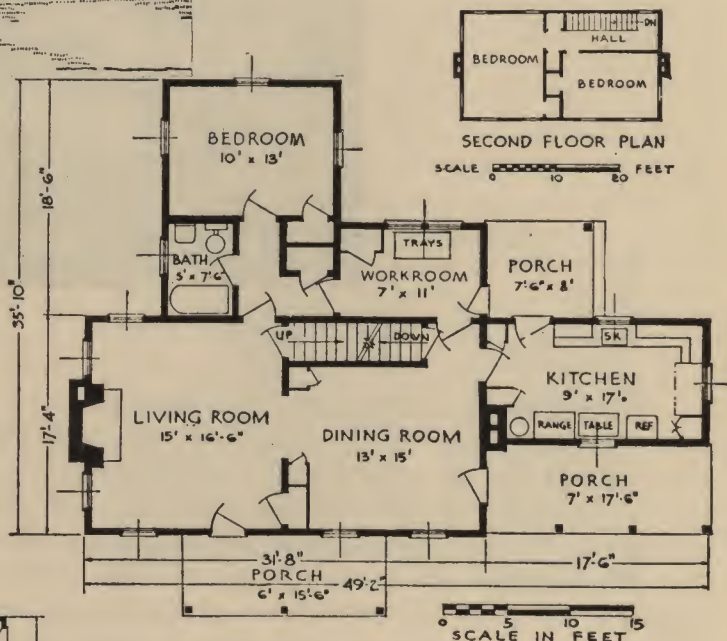 DN
HALL
BEDROOM
BEDROOM
SECOND FLOOR PLAN
SCALE 0 10 20 FEET
BEDROOM
10' x 13'
18'-6"
35'-10"
17'-4"
BATH
5' x 7'6"
TRAYS
WORKROOM
7' x 11'
PORCH
7'-6" x 8'
UP
DOWN
SK
KITCHEN
9' x 17'
RANGE
TABLE
REF
LIVING ROOM
15' x 16'-6"
DINING ROOM
13' x 15'
PORCH
7' x 17'-6"
31'-8"
17'-6"
PORCH
6' x 15'-6"
49'-2"
0 5 10 15
SCALE IN FEET